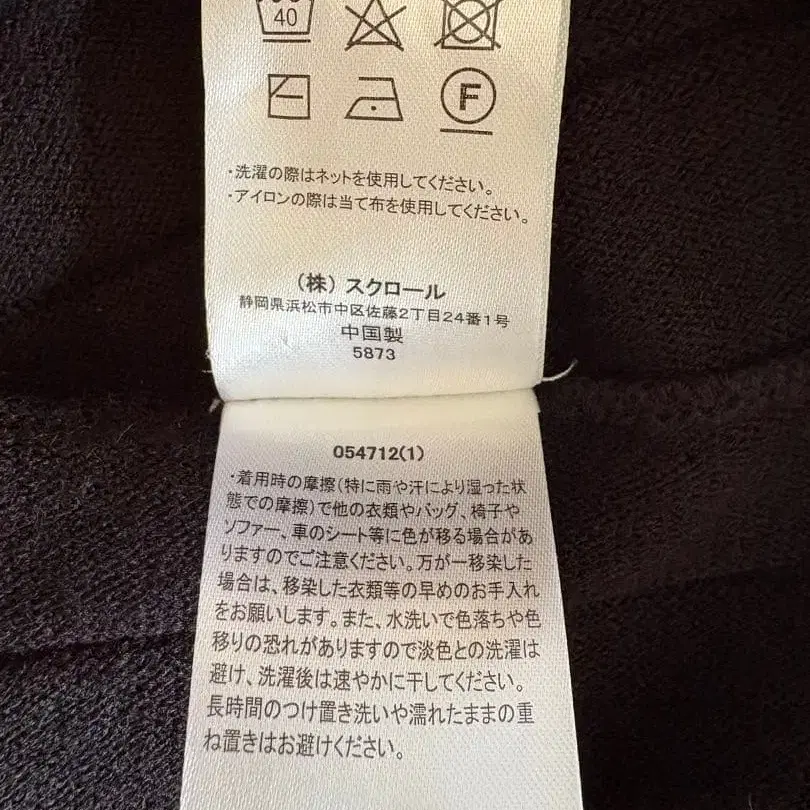 40
F
・洗濯の際はネットを使用してください。
・アイロンの際は当て布を使用してください。
(株) スクロール
静岡県浜松市中区佐藤2丁目24番1号
中国製
5873
054712(1)
・着用時の摩擦(特に雨や汗により湿った状
態での摩擦)で他の衣類やバッグ、椅子や
ソファー、車のシート等に色が移る場合があ
りますのでご注意ください。万が一移染した
場合は、移染した衣類等の早めのお手入れ
をお願いします。また、水洗いで色落ちや色
移りの恐れがありますので淡色との洗濯は
避け、洗濯後は速やかに干してください。
長時間のつけ置き洗いや濡れたままの重
ね置きはお避けください。